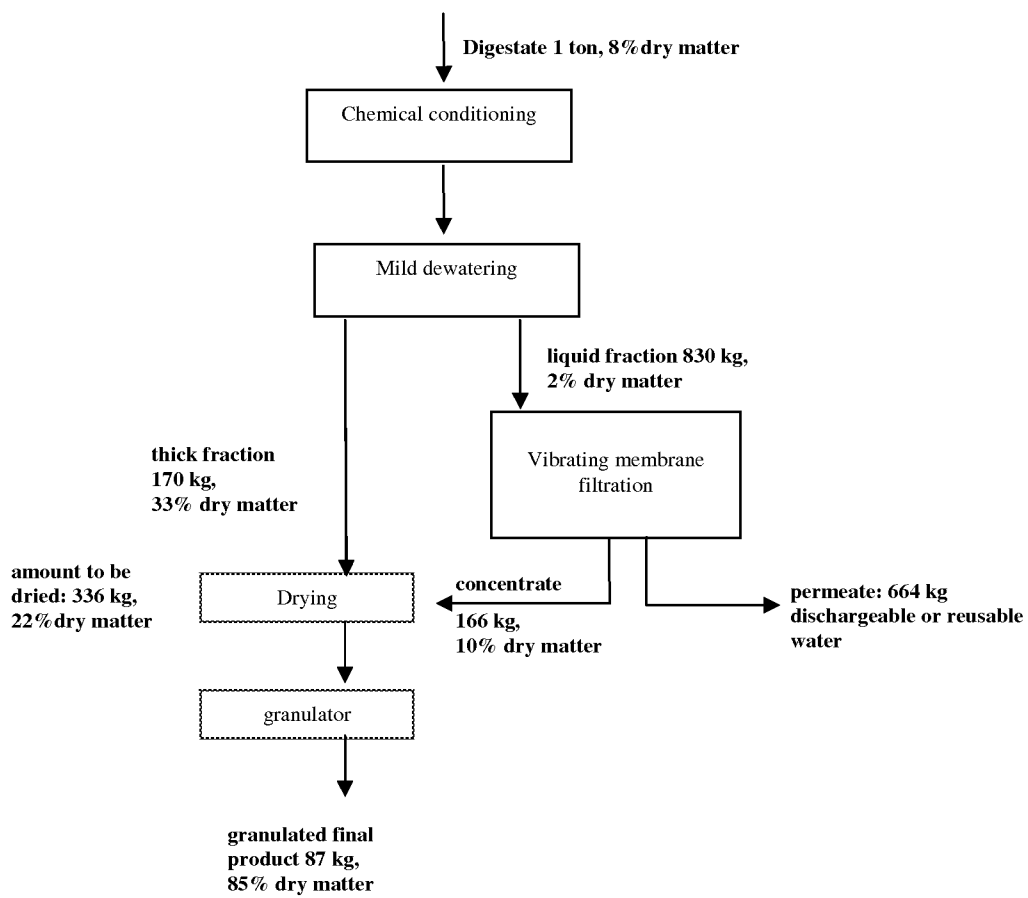 Digestate 1 ton, 8%dry matter
Chemical conditioning
Mild dewatering
liquid fraction 830 kg,
2% dry matter
thick fraction
170 kg,
33% dry matter
Vibrating membrane
filtration
amount to be
dried: 336 kg,
22%dry matter
Drying
concentrate
166 kg,
10% dry matter
permeate: 664 kg
dischargeable or reusable
water
granulator
granulated final
product 87 kg,
85% dry matter